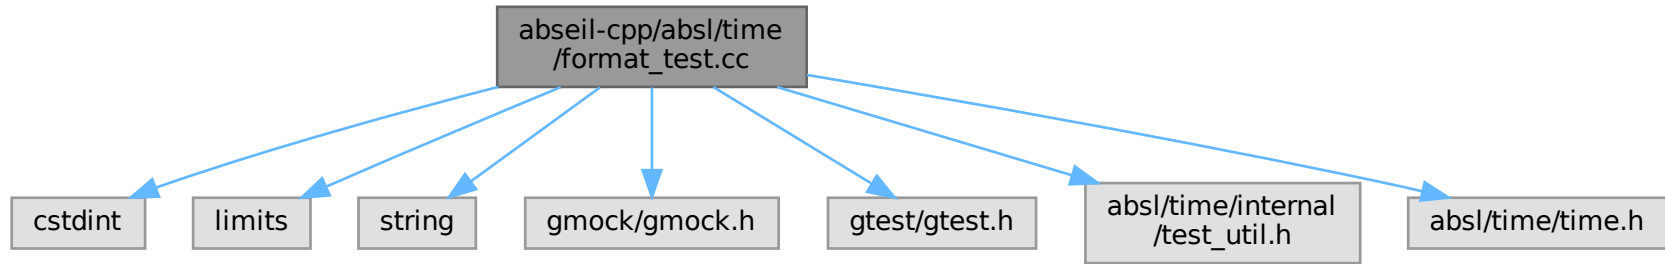 abseil-cpp/absl/time
/format_test.cc
cstdint
limits
string
gmock/gmock.h
gtest/gtest.h
absl/time/internal
/test_util.h
absl/time/time.h